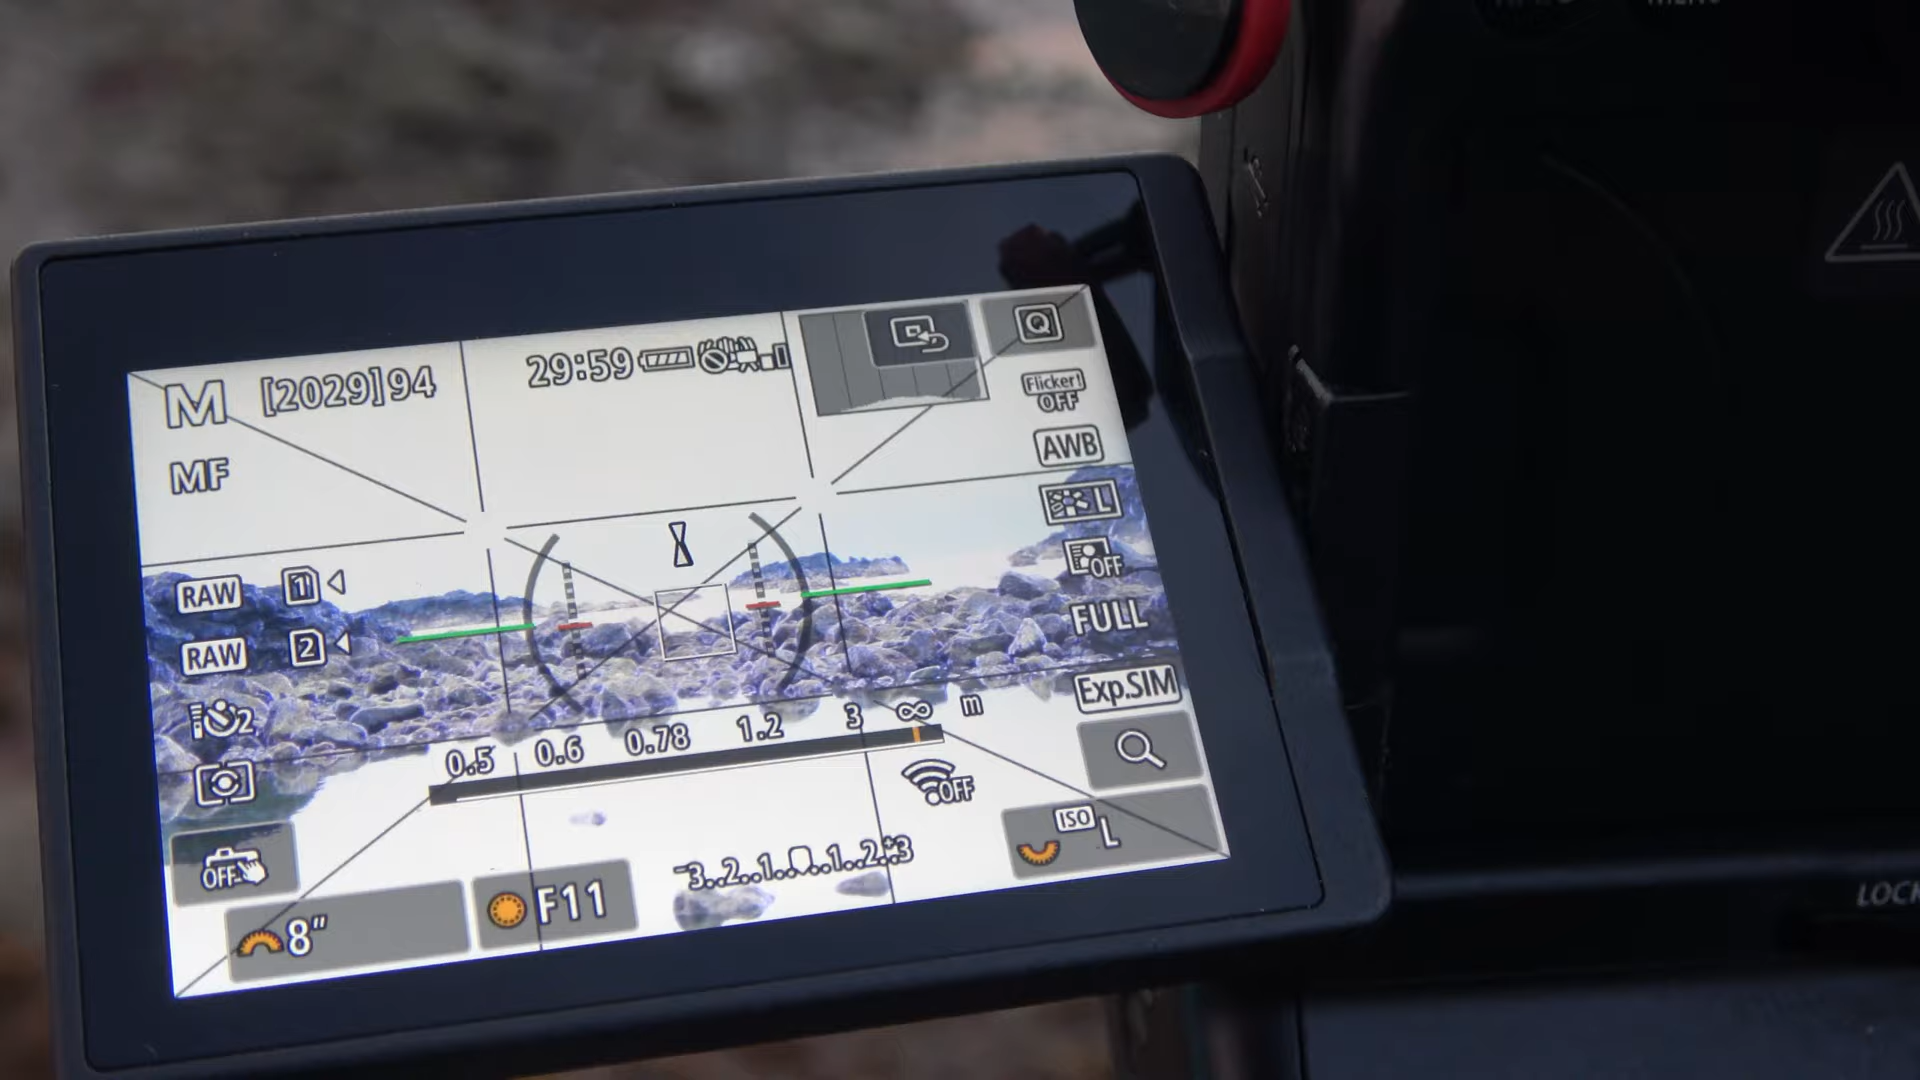 M [2029]94 29:59 Q
Flicker!
OFF
MF
AWB
L
OFF
RAW 1
RAW 2
FULL
2
Exp.SIM
0.5 0.6 0.78 1.2 3 ∞ m
OFF
OFF
-3..2..1..0..1..2..+3
ISO
L
8"
F11
LOCK